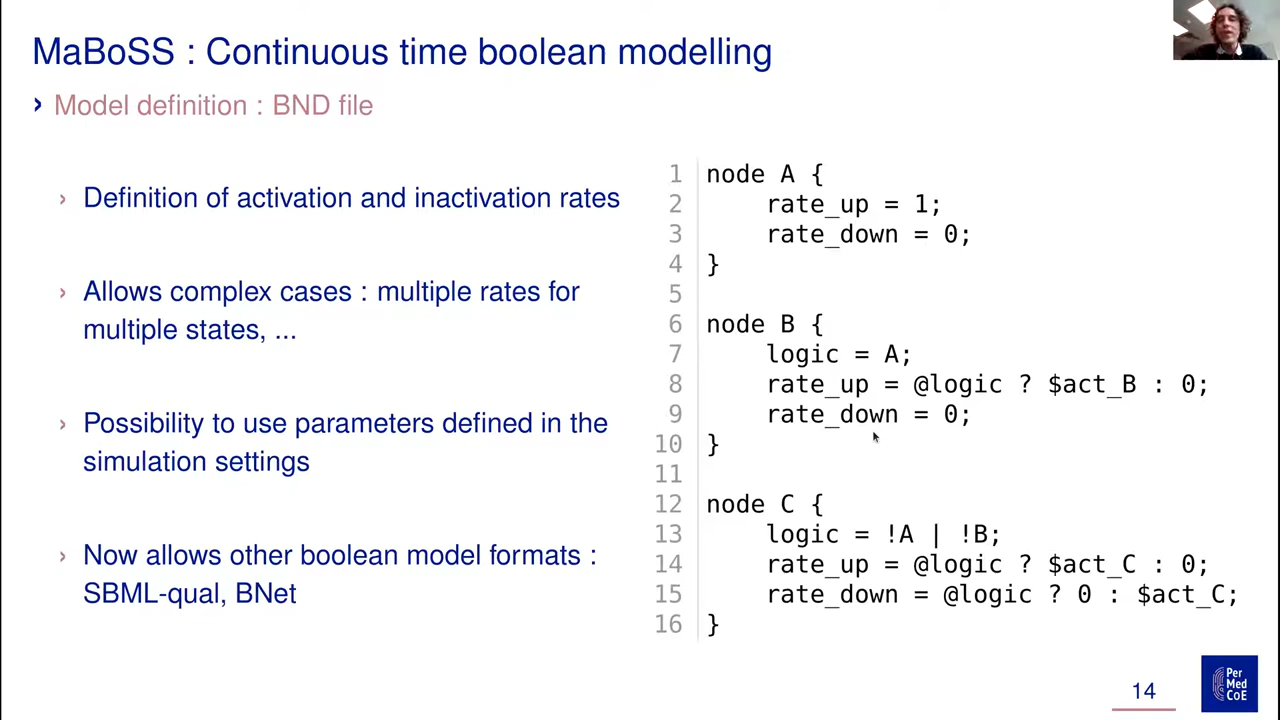 MaBoSS : Continuous time boolean modelling
› Model definition : BND file
› Definition of activation and inactivation rates
› Allows complex cases : multiple rates for
multiple states, ...
› Possibility to use parameters defined in the
simulation settings
› Now allows other boolean model formats :
SBML-qual, BNet
1 node A {
2 rate_up = 1;
3 rate_down = 0;
4 }
5
6 node B {
7 logic = A;
8 rate_up = @logic ? $act_B : 0;
9 rate_down = 0;
10 }
11
12 node C {
13 logic = !A | !B;
14 rate_up = @logic ? $act_C : 0;
15 rate_down = @logic ? 0 : $act_C;
16 }
14
Per
Med
CoE